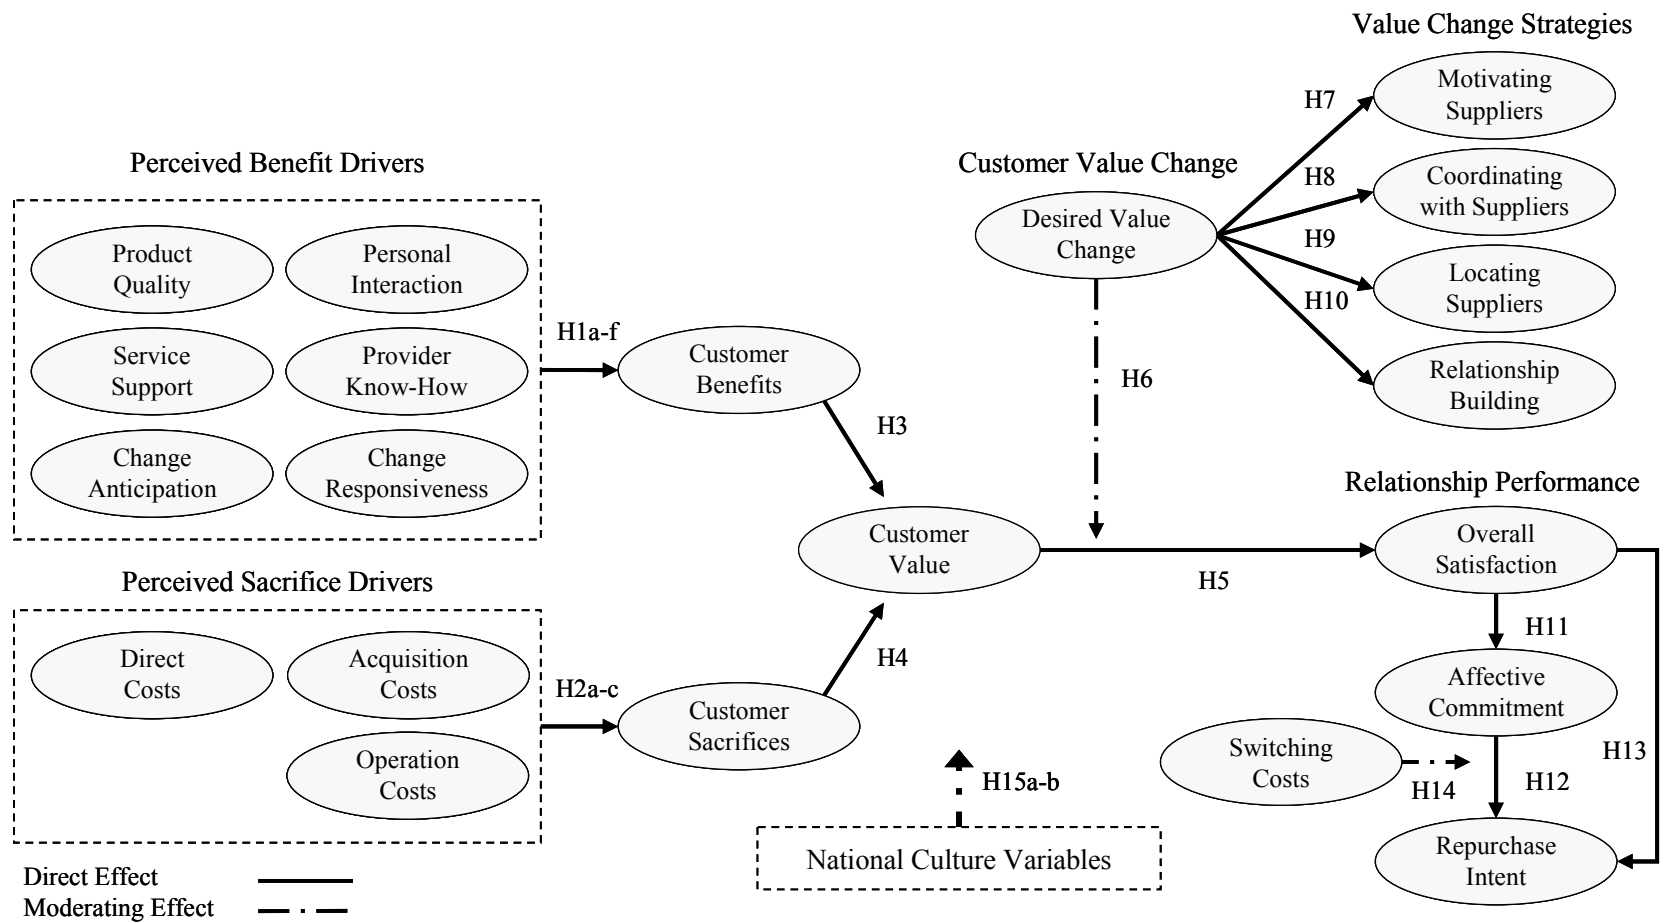 Value Change Strategies
Motivating
Suppliers
H7
Perceived Benefit Drivers
Customer Value Change
H8
Coordinating
with Suppliers
Desired Value
Change
H9
Product
Quality
Personal
Interaction
Locating
Suppliers
H10
H1a-f
Service
Support
Provider
Know-How
Customer
Benefits
H6
Relationship
Building
H3
Change
Anticipation
Change
Responsiveness
Relationship Performance
Customer
Value
Overall
Satisfaction
H5
Perceived Sacrifice Drivers
H11
Direct
Costs
Acquisition
Costs
H4
Affective
Commitment
H2a-c
Customer
Sacrifices
Operation
Costs
Switching
Costs
H13
H15a-b
H14
H12
National Culture Variables
Repurchase
Intent
Direct Effect
Moderating Effect